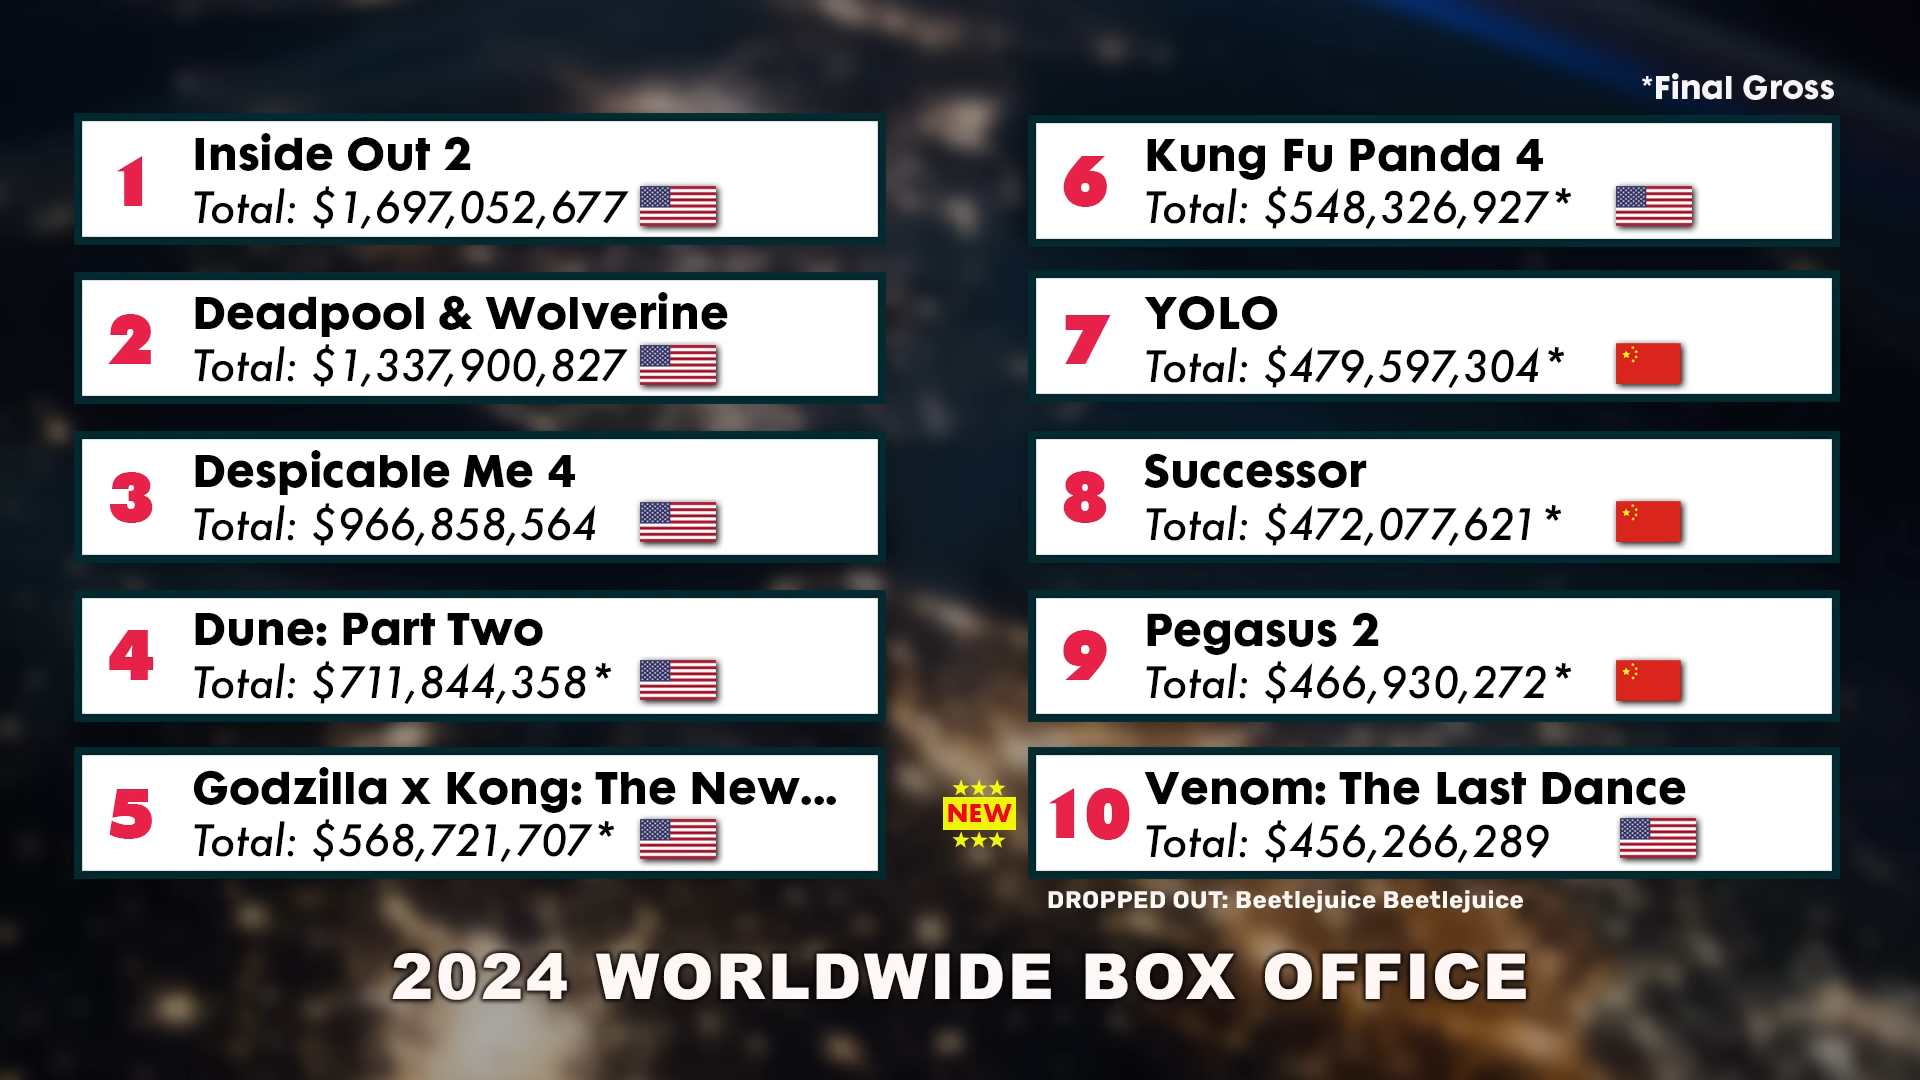 *Final Gross
1
Inside Out 2
Total: $1,697,052,677
2
Deadpool & Wolverine
Total: $1,337,900,827
3
Despicable Me 4
Total: $966,858,564
4
Dune: Part Two
Total: $711,844,358*
5
Godzilla x Kong: The New...
Total: $568,721,707*
6
Kung Fu Panda 4
Total: $548,326,927*
7
YOLO
Total: $479,597,304*
8
Successor
Total: $472,077,621*
9
Pegasus 2
Total: $466,930,272*
NEW
10
Venom: The Last Dance
Total: $456,266,289
DROPPED OUT: Beetlejuice Beetlejuice
2024 WORLDWIDE BOX OFFICE